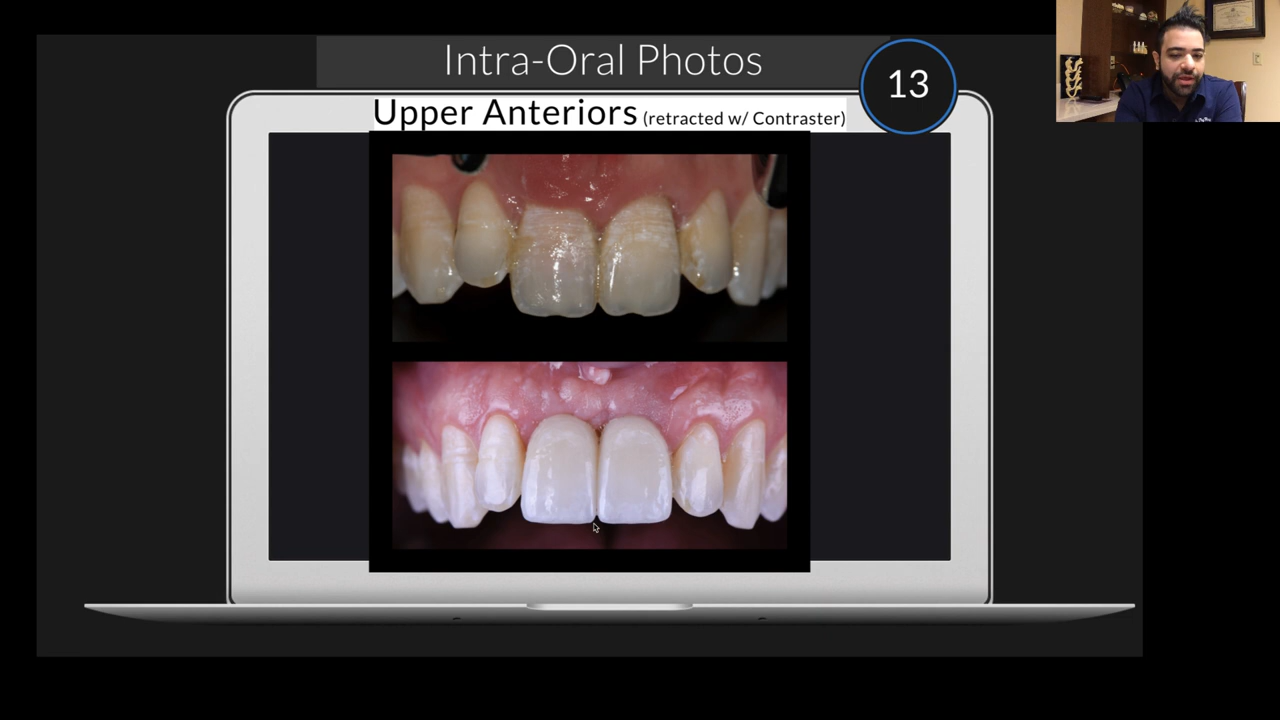 Intra-Oral Photos
13
Upper Anteriors (retracted w/ Contraster)